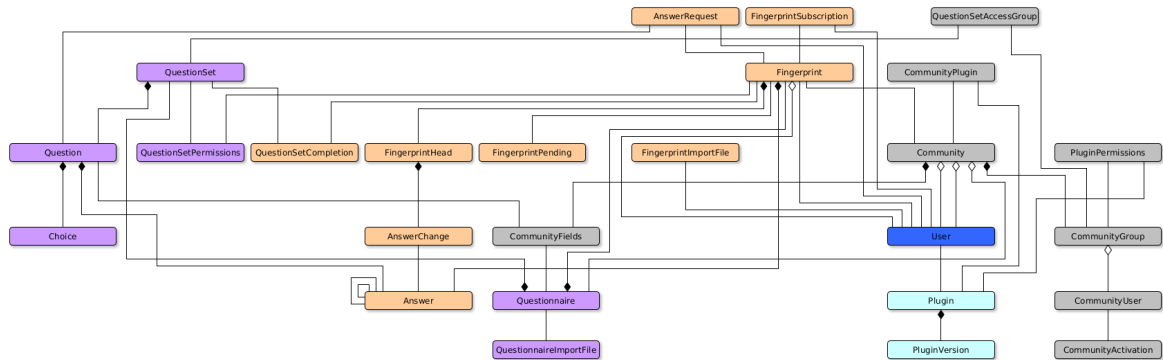 AnswerRequest
FingerprintSubscription
QuestionSetAccessGroup
QuestionSet
Fingerprint
CommunityPlugin
Question
QuestionSetPermissions
QuestionSetCompletion
FingerprintHead
FingerprintPending
FingerprintImportFile
Community
PluginPermissions
Choice
AnswerChange
CommunityFields
User
CommunityGroup
Answer
Questionnaire
Plugin
CommunityUser
QuestionnaireImportFile
PluginVersion
CommunityActivation